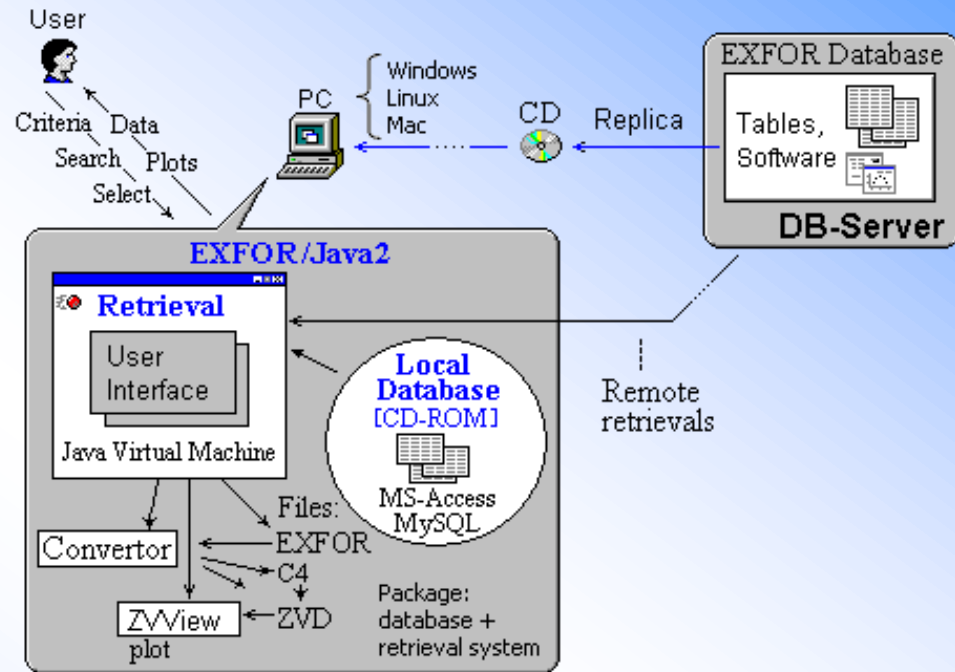 User
Criteria
Data
Search
Plots
Select
PC
Windows
Linux
Mac
CD
Replica
EXFOR Database
Tables,
Software
DB-Server
EXFOR/Java2
Retrieval
User
Interface
Java Virtual Machine
Local
Database
[CD-ROM]
MS-Access
MySQL
Remote
retrievals
Files:
Convertor
EXFOR
C4
ZVView
ZVD
plot
Package:
database +
retrieval system